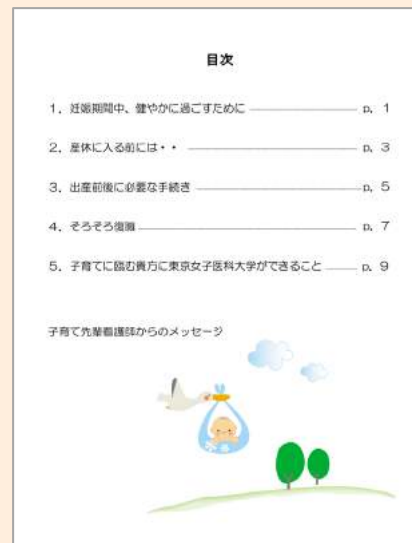 目次
1. 妊娠期間中、健やかに過ごすために p. 1
2. 産休に入る前には・・ p. 3
3. 出産前後に必要な手続き p. 5
4. そろそろ復職 p. 7
5. 子育てに臨む貴方に東京女子医科大学ができること p. 9
子育て先輩看護師からのメッセージ